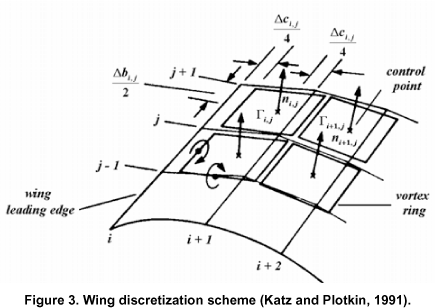 Δc_{i,j}
4
Δc_{i,j}
4
Δb_{i,j}
2
j + 1
control
point
n_{i,j}
Γ_{i,j}
Γ_{i+1,j}
n_{i+1,j}
j
j - 1
wing
leading edge
vortex
ring
i
i + 1
i + 2
Figure 3. Wing discretization scheme (Katz and Plotkin, 1991).